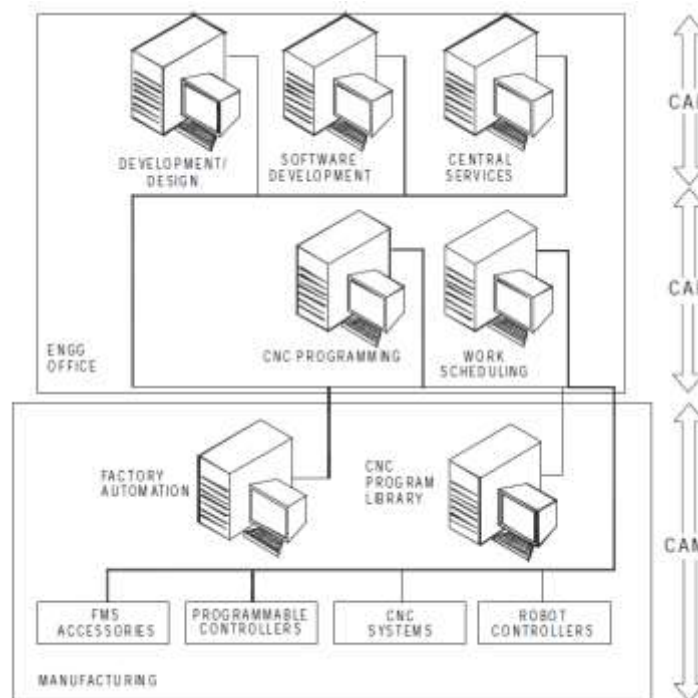 DEVELOPMENT/
DESIGN
SOFTWARE
DEVELOPMENT
CENTRAL
SERVICES
ENGG
OFFICE
CNC PROGRAMMING
WORK
SCHEDULING
FACTORY
AUTOMATION
CNC
PROGRAM
LIBRARY
CAM
FMS
ACCESSORIES
PROGRAMMABLE
CONTROLLERS
CNC
SYSTEMS
ROBOT
CONTROLLERS
MANUFACTURING